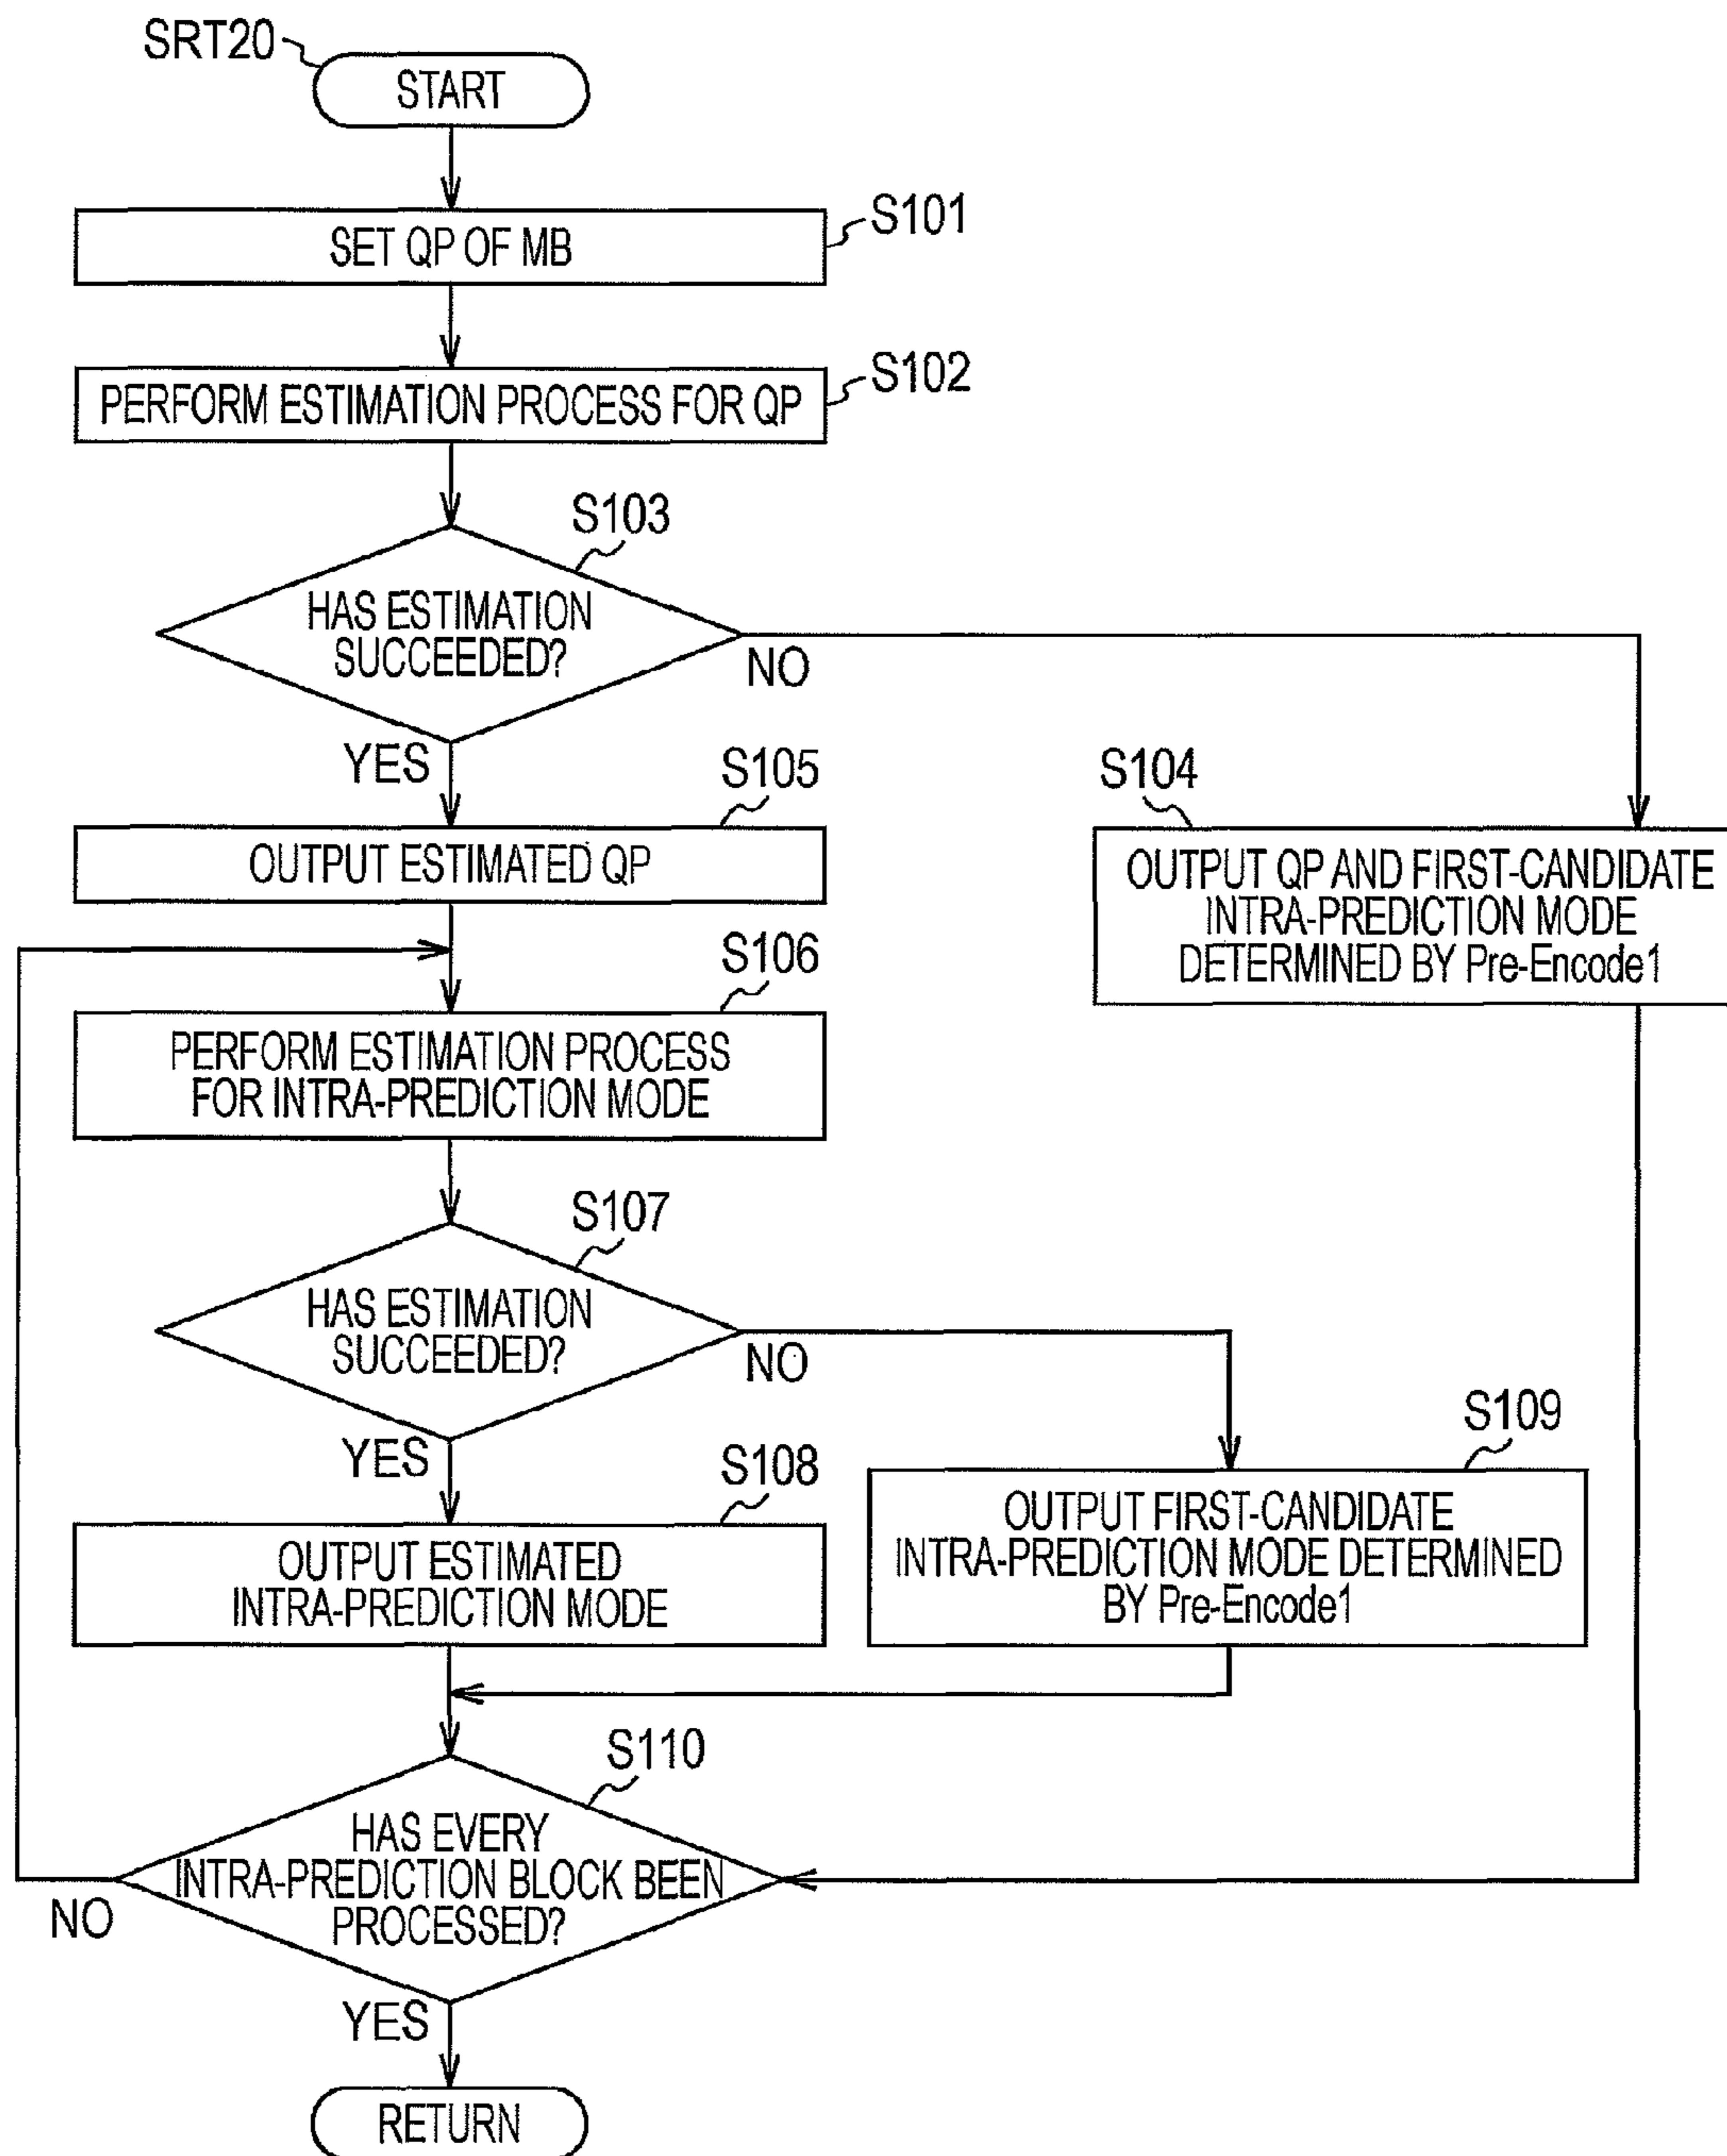 SRT20
START
S101
SET QP OF MB
S102
PERFORM ESTIMATION PROCESS FOR QP
S103
HAS ESTIMATION
SUCCEEDED?
NO
YES
S105
OUTPUT ESTIMATED QP
S104
OUTPUT QP AND FIRST-CANDIDATE
INTRA-PREDICTION MODE
DETERMINED BY Pre-Encode1
S106
PERFORM ESTIMATION PROCESS
FOR INTRA-PREDICTION MODE
S107
HAS ESTIMATION
SUCCEEDED?
NO
YES
S108
OUTPUT ESTIMATED
INTRA-PREDICTION MODE
S109
OUTPUT FIRST-CANDIDATE
INTRA-PREDICTION MODE DETERMINED
BY Pre-Encode1
S110
HAS EVERY
INTRA-PREDICTION BLOCK BEEN
PROCESSED?
NO
YES
RETURN